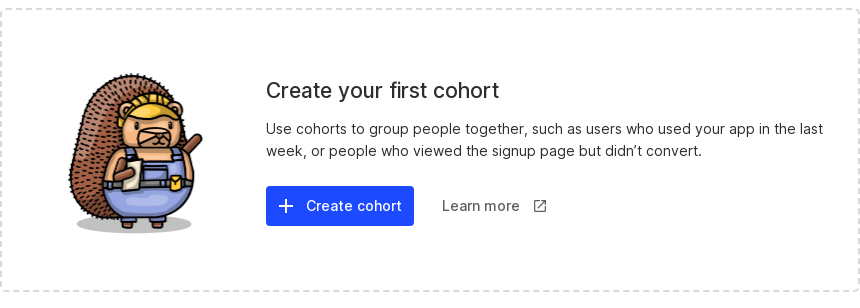 Create your first cohort
Use cohorts to group people together, such as users who used your app in the last
week, or people who viewed the signup page but didn’t convert.
Create cohort
Learn more